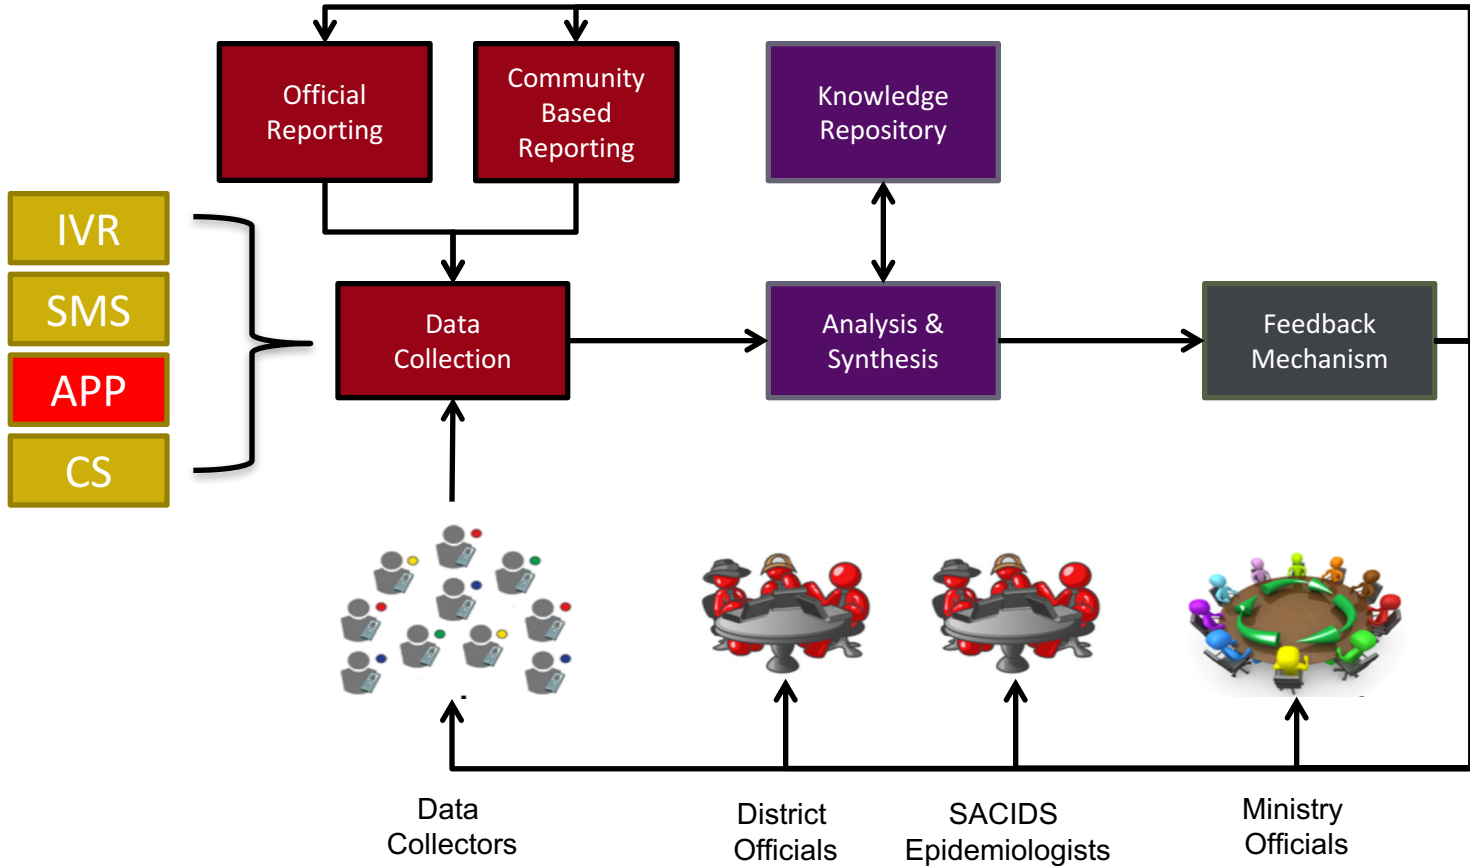 Official
Reporting
Community
Based
Reporting
Knowledge
Repository
IVR
SMS
APP
CS
Data
Collection
Analysis &
Synthesis
Feedback
Mechanism
Data
Collectors
District
Officials
SACIDS
Epidemiologists
Ministry
Officials